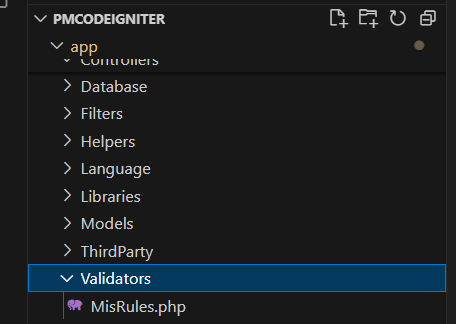 PMCODEIGNITER
app
Controllers
Database
Filters
Helpers
Language
Libraries
Models
ThirdParty
Validators
MisRules.php